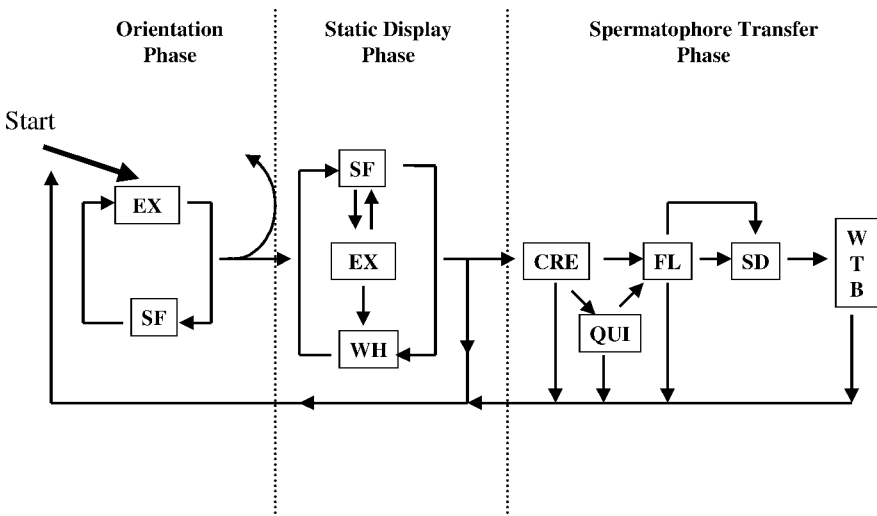 Orientation
Phase
Static Display
Phase
Spermatophore Transfer
Phase
Start
EX
SF
SF
EX
WH
CRE
QUI
FL
SD
W
T
B